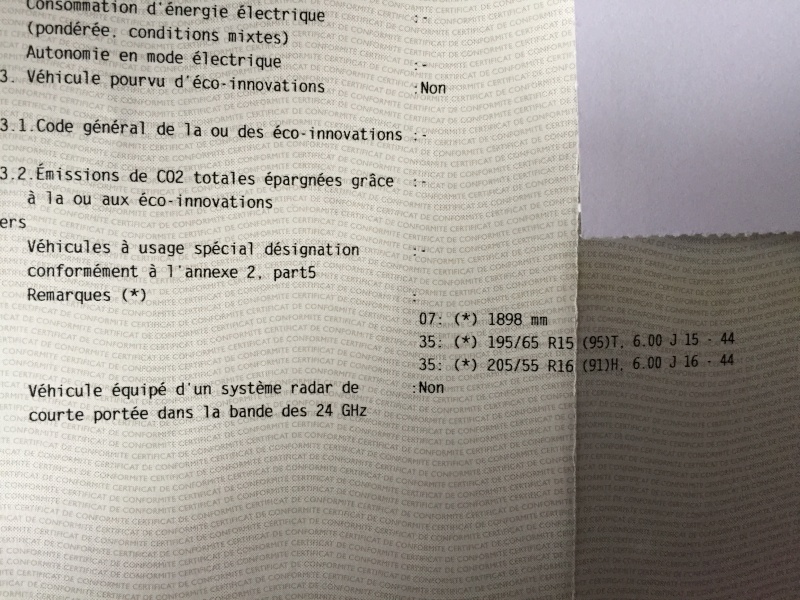 Consommation d'énergie électrique :-
(pondérée, conditions mixtes)
Autonomie en mode électrique :-
3. Véhicule pourvu d'éco-innovations :Non
3.1.Code général de la ou des éco-innovations :-
3.2.Émissions de CO2 totales épargnées grâce :-
à la ou aux éco-innovations
ers
Véhicules à usage spécial désignation :-
conformément à l'annexe 2, part5
Remarques (*) :
07: (*) 1898 mm
35: (*) 195/65 R15 (95)T, 6.00 J 15 - 44
35: (*) 205/55 R16 (91)H, 6.00 J 16 - 44
Véhicule équipé d'un système radar de :Non
courte portée dans la bande des 24 GHz
CERTIFICAT DE CONFORMITE